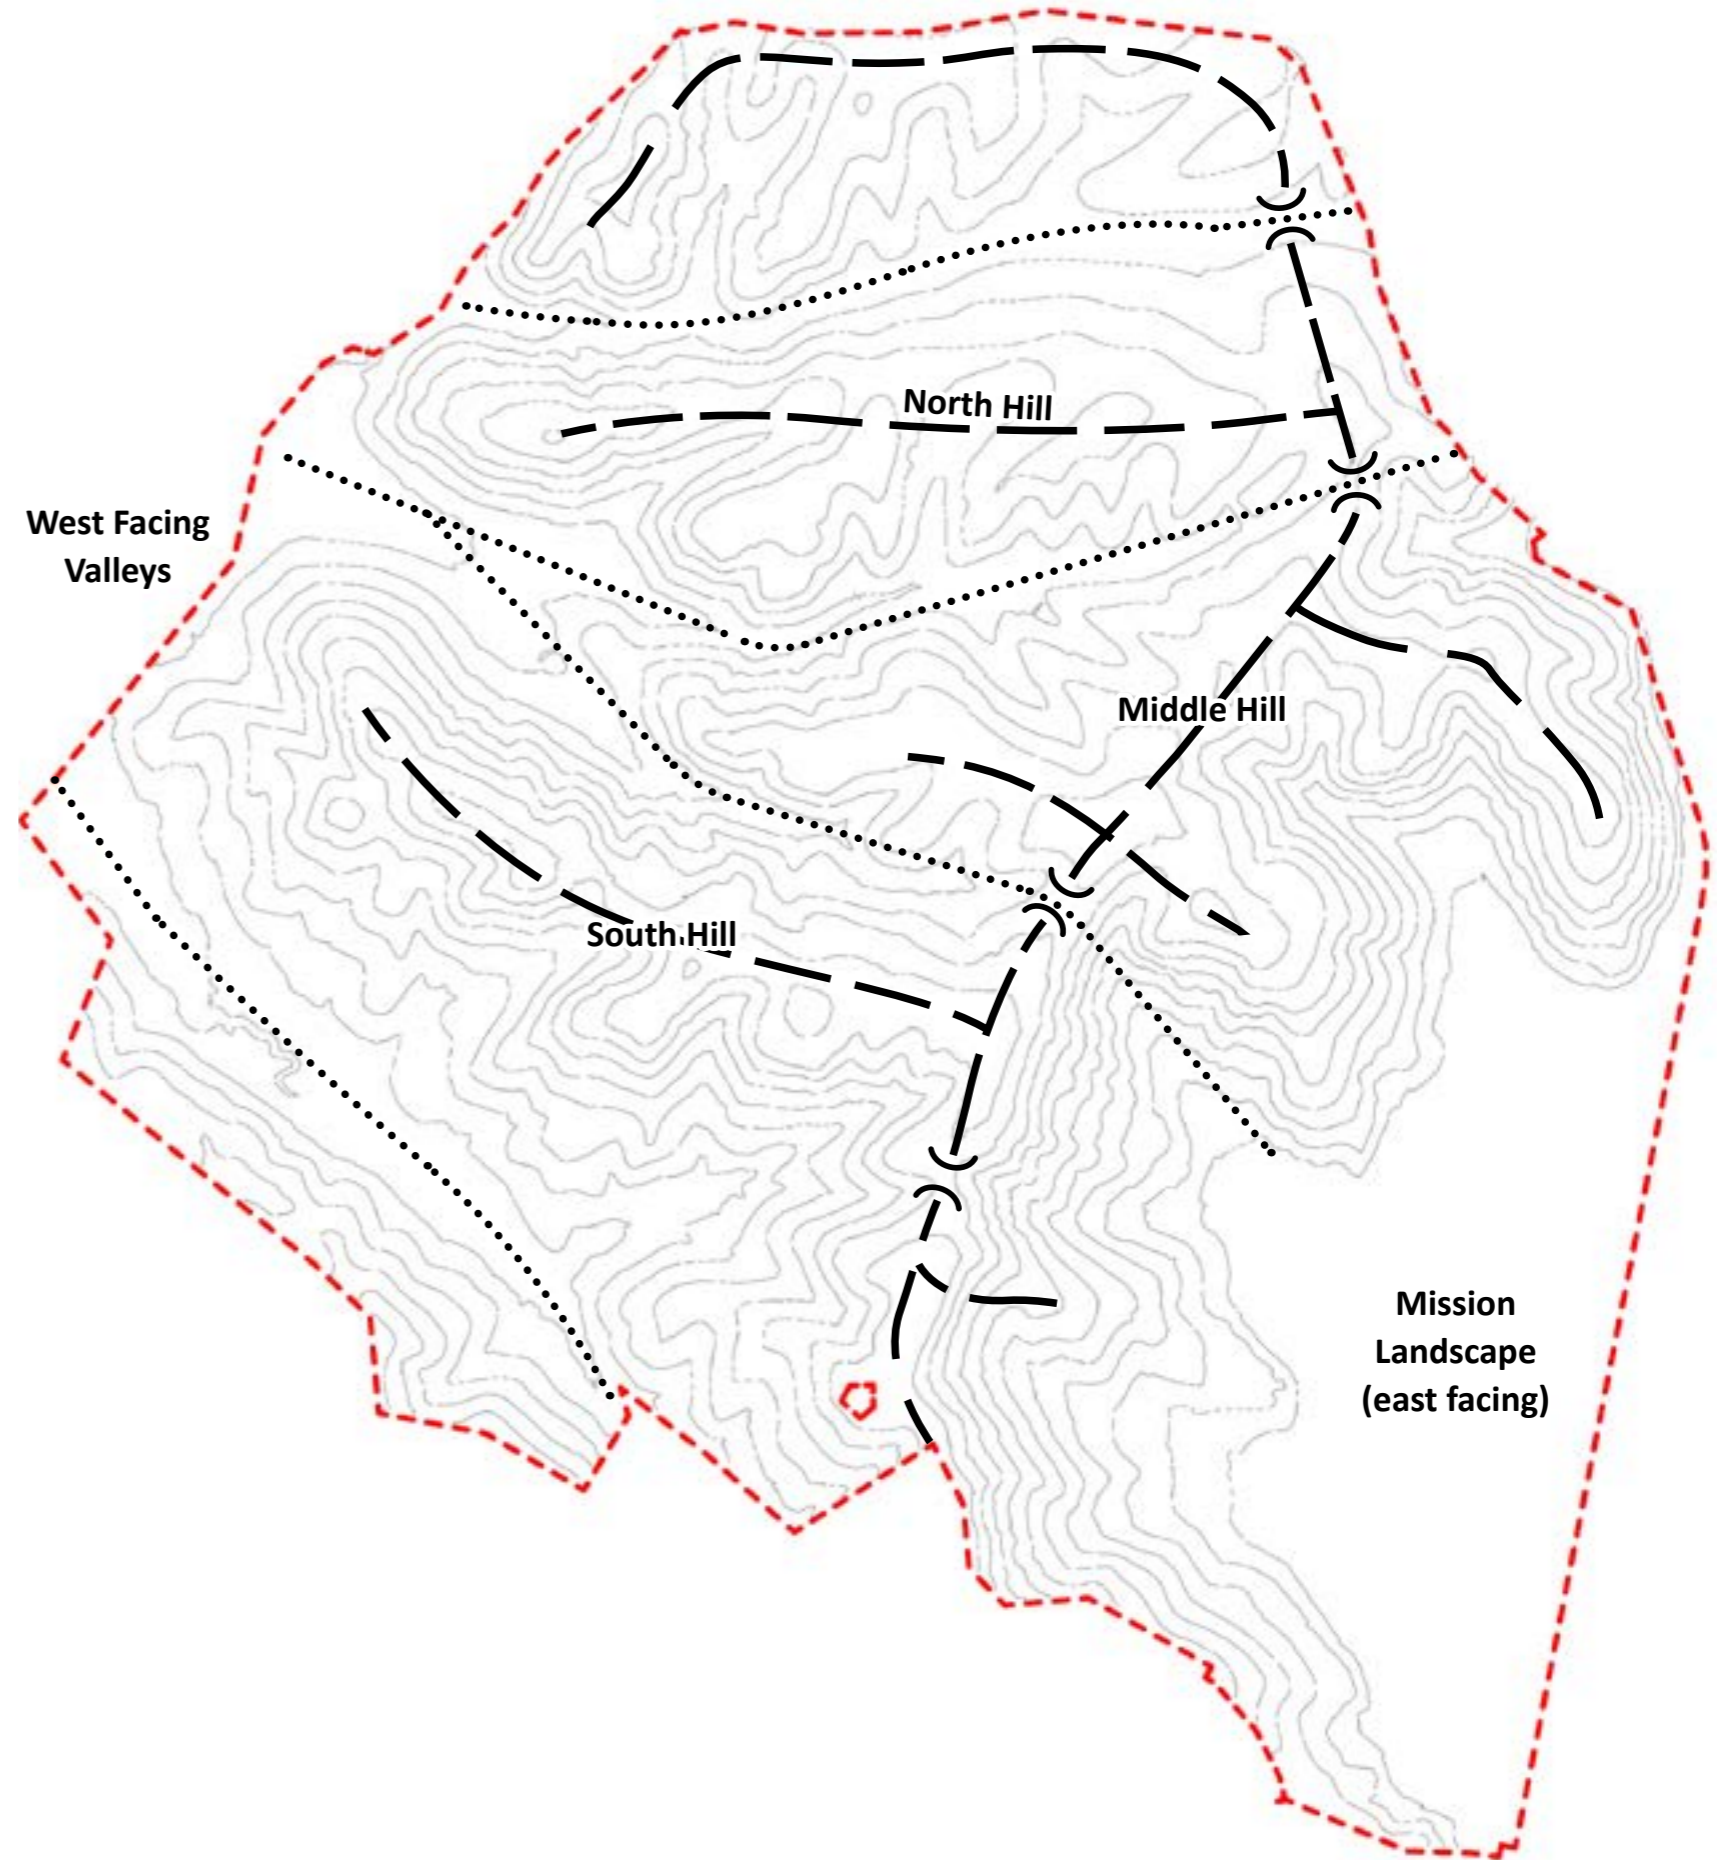 North Hill
West Facing
Valleys
Middle Hill
South Hill
Mission
Landscape
(east facing)